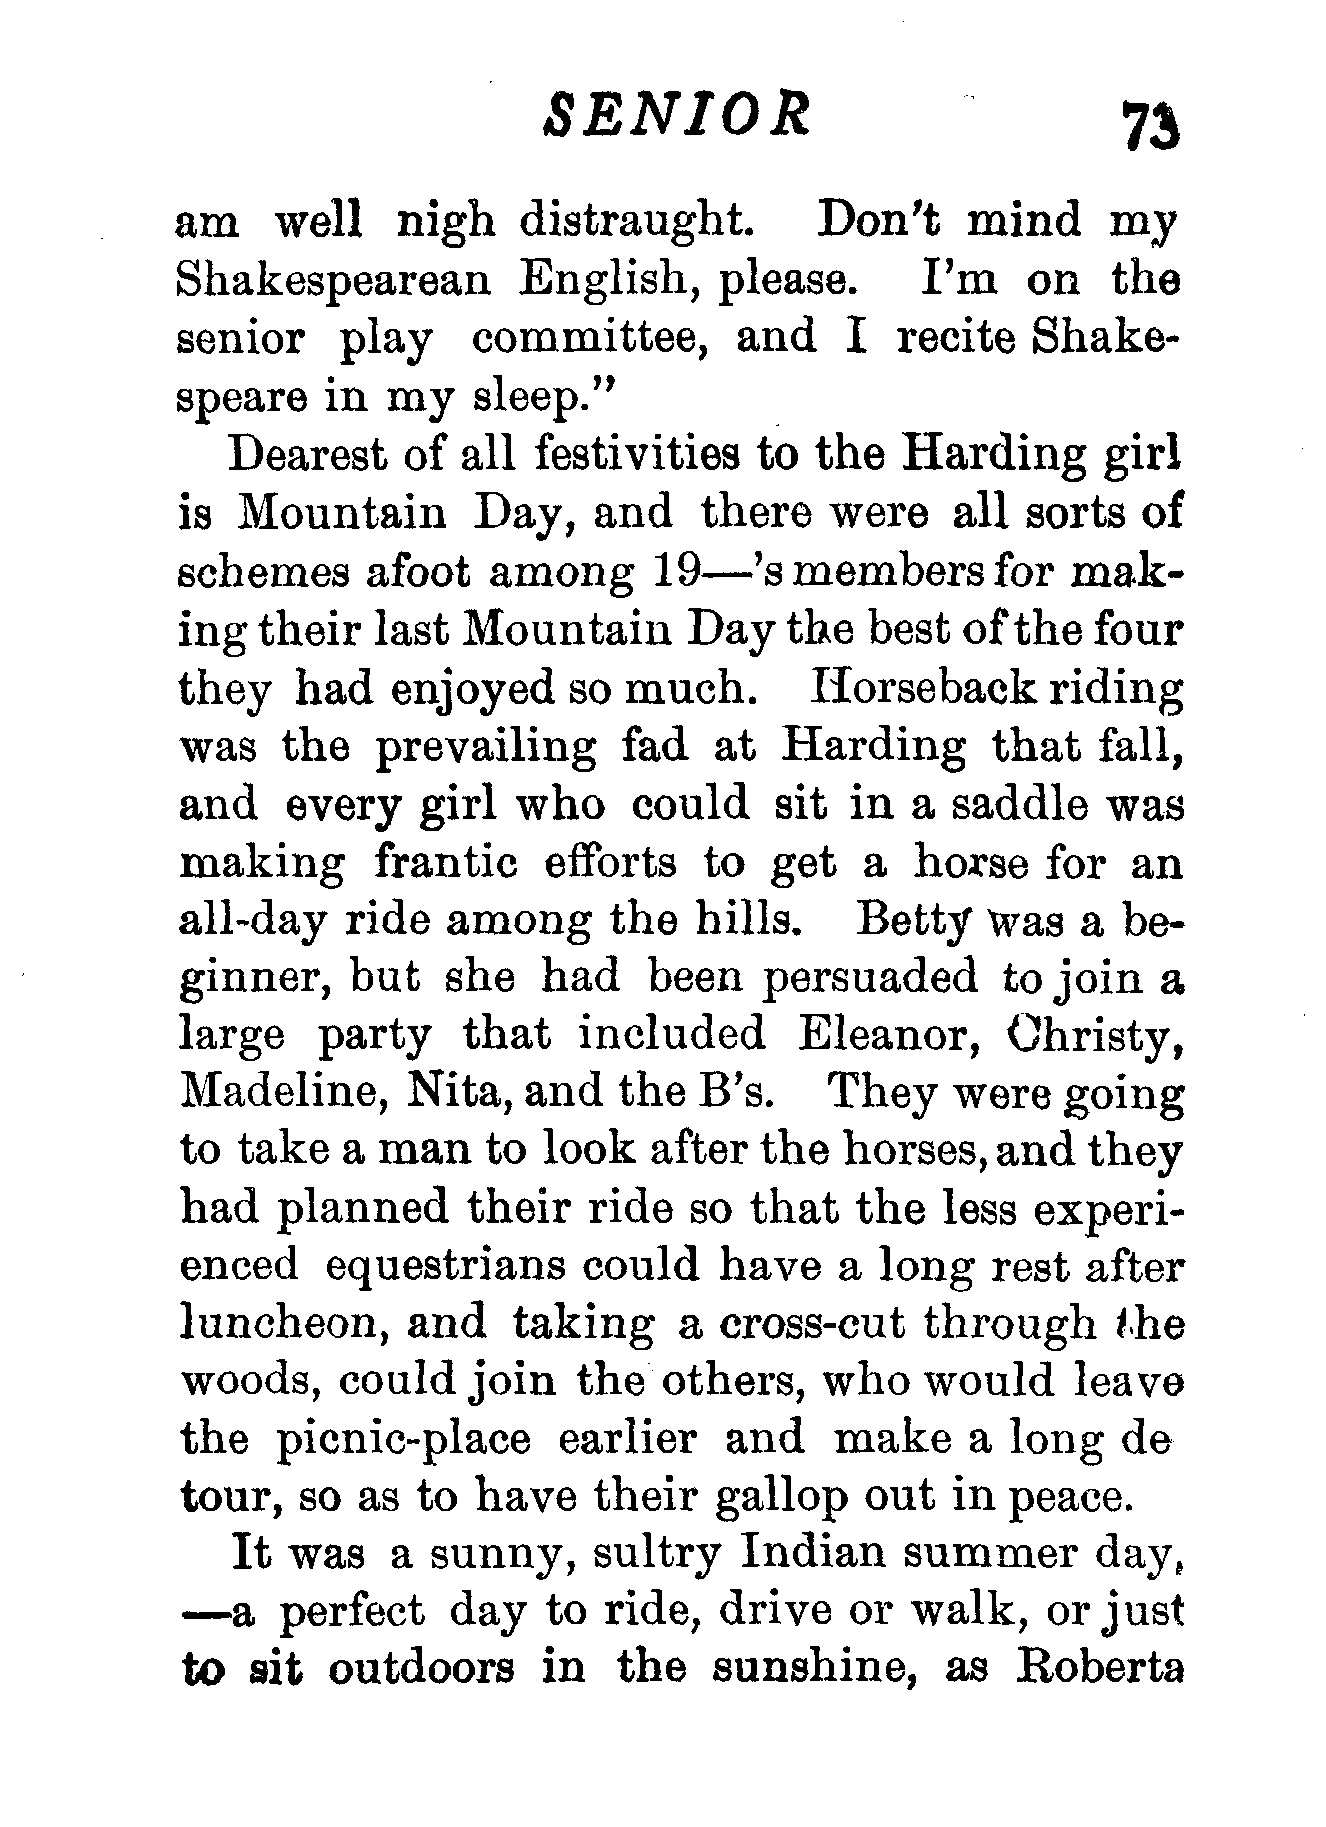 SENIOR 73
am well nigh distraught. Don't mind my
Shakespearean English, please. I'm on the
senior play committee, and I recite Shake-
speare in my sleep."
Dearest of all festivities to the Harding girl
is Mountain Day, and there were all sorts of
schemes afoot among 19—'s members for mak-
ing their last Mountain Day the best of the four
they had enjoyed so much. Horseback riding
was the prevailing fad at Harding that fall,
and every girl who could sit in a saddle was
making frantic efforts to get a horse for an
all-day ride among the hills. Betty was a be-
ginner, but she had been persuaded to join a
large party that included Eleanor, Christy,
Madeline, Nita, and the B's. They were going
to take a man to look after the horses, and they
had planned their ride so that the less experi-
enced equestrians could have a long rest after
luncheon, and taking a cross-cut through the
woods, could join the others, who would leave
the picnic-place earlier and make a long de
tour, so as to have their gallop out in peace.
It was a sunny, sultry Indian summer day,
—a perfect day to ride, drive or walk, or just
to sit outdoors in the sunshine, as Roberta